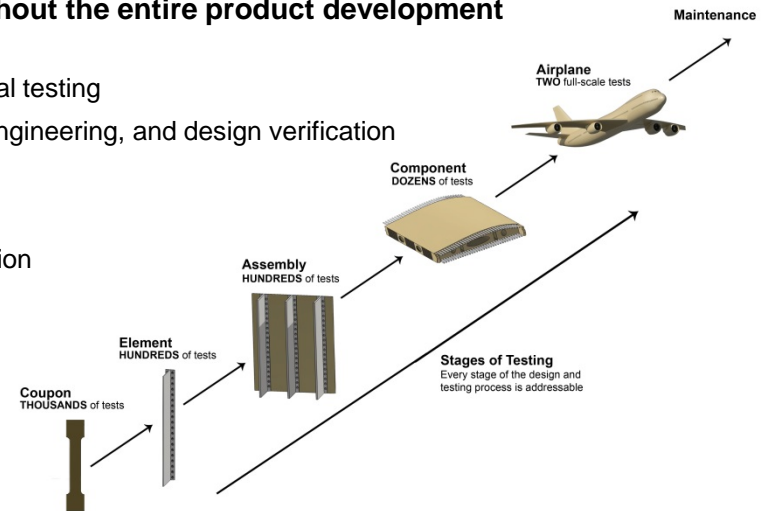 hout the entire product development
al testing
ngineering, and design verification
ion
Maintenance
Airplane
TWO full-scale tests
Component
DOZENS of tests
Assembly
HUNDREDS of tests
Element
HUNDREDS of tests
Coupon
THOUSANDS of tests
Stages of Testing
Every stage of the design and
testing process is addressable